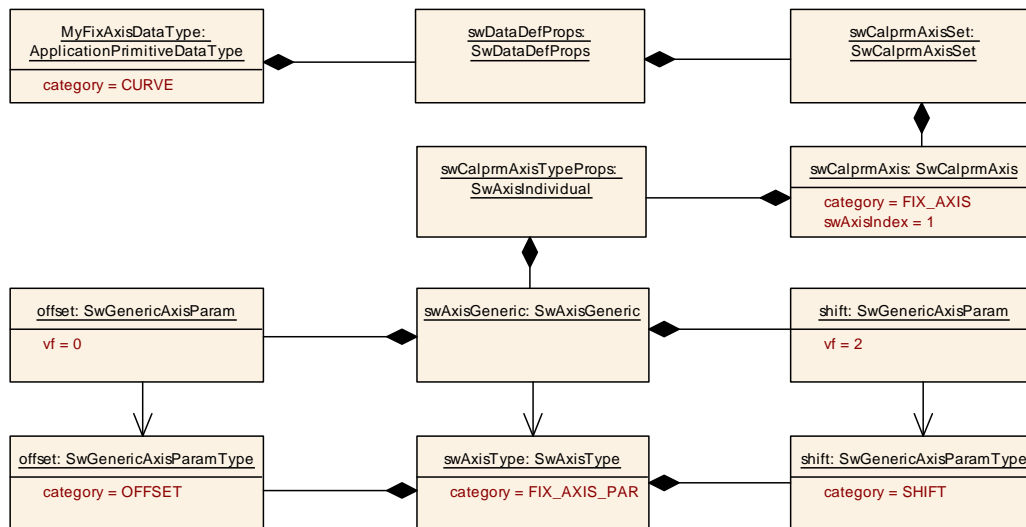 MyFixAxisDataType:
ApplicationPrimitiveDataType
category = CURVE
swDataDefProps:
SwDataDefProps
swCalprmAxisSet:
SwCalprmAxisSet
swCalprmAxisTypeProps:
SwAxisIndividual
swCalprmAxis: SwCalprmAxis
category = FIX_AXIS
swAxisIndex = 1
offset: SwGenericAxisParam
vf = 0
swAxisGeneric: SwAxisGeneric
shift: SwGenericAxisParam
vf = 2
offset: SwGenericAxisParamType
category = OFFSET
swAxisType: SwAxisType
category = FIX_AXIS_PAR
shift: SwGenericAxisParamType
category = SHIFT